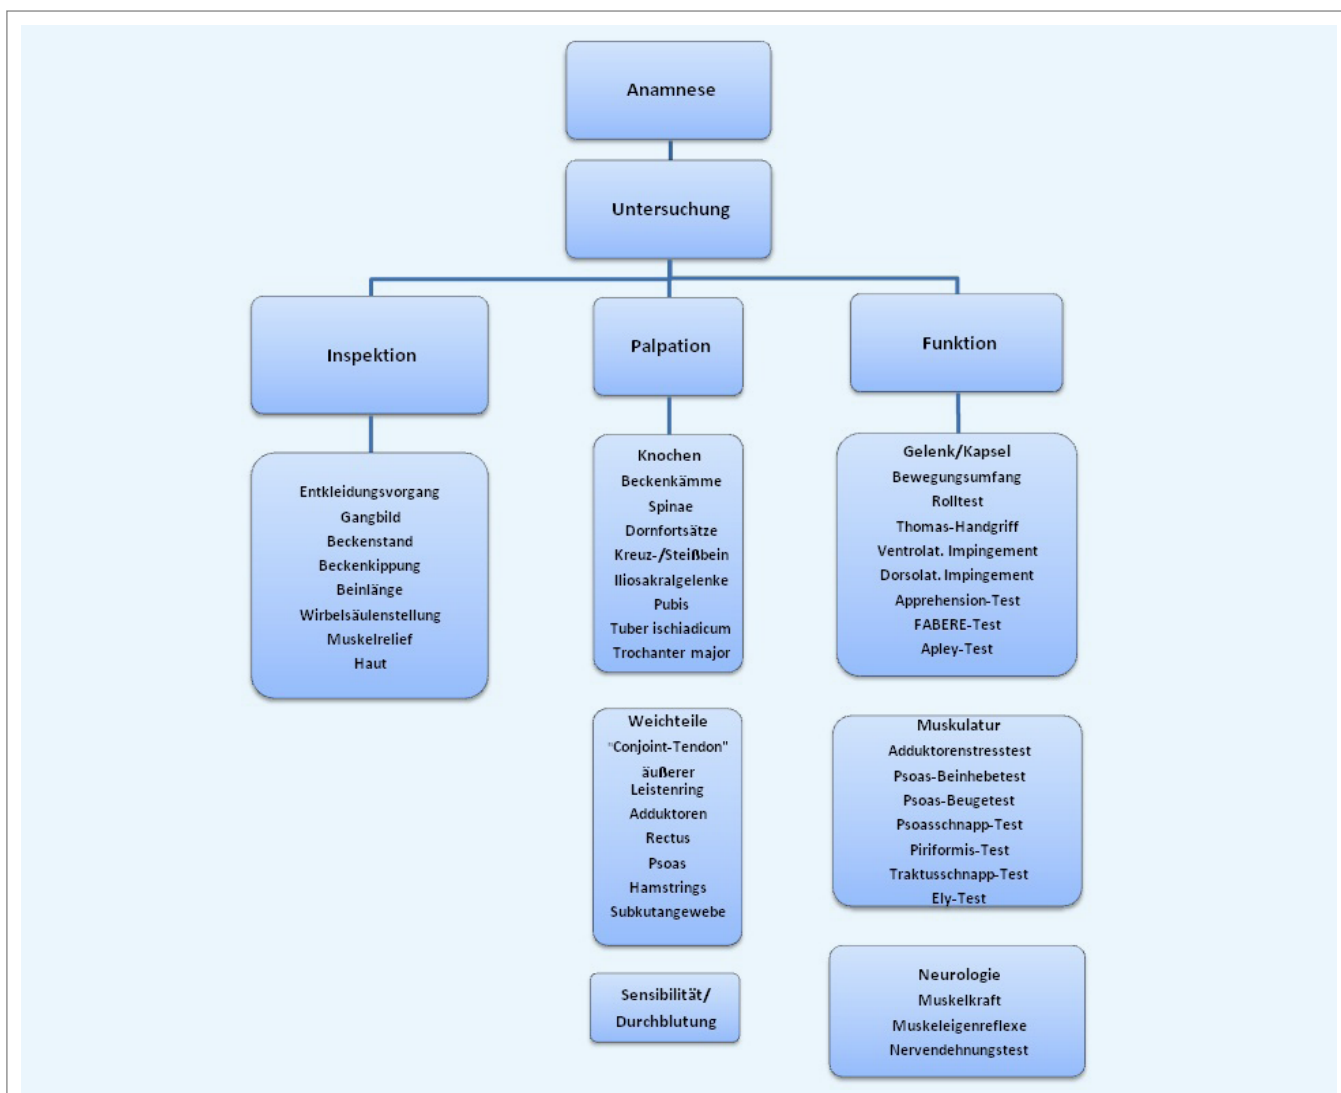 Anamnese
Untersuchung
Inspektion
Palpation
Funktion
Entkleidungsvorgang
Gangbild
Beckenstand
Beckenkippung
Beinlänge
Wirbelsäulenstellung
Muskelrelief
Haut
Knochen
Beckenkämme
Spinae
Dornfortsätze
Kreuz-/Steißbein
Iliosakralgelenke
Pubis
Tuber ischiadicum
Trochanter major
Weichteile
"Conjoint-Tendon"
äußerer
Leistenring
Adduktoren
Rectus
Psoas
Hamstrings
Subkutangewebe
Sensibilität/
Durchblutung
Gelenk/Kapsel
Bewegungsumfang
Rolltest
Thomas-Handgriff
Ventrolat. Impingement
Dorsolat. Impingement
Apprehension-Test
FABERE-Test
Apley-Test
Muskulatur
Adduktorenstresstest
Psoas-Beinhebetest
Psoas-Beugetest
Psoasschnapp-Test
Piriformis-Test
Traktusschnapp-Test
Ely-Test
Neurologie
Muskelkraft
Muskeleigenreflexe
Nervendehnungstest